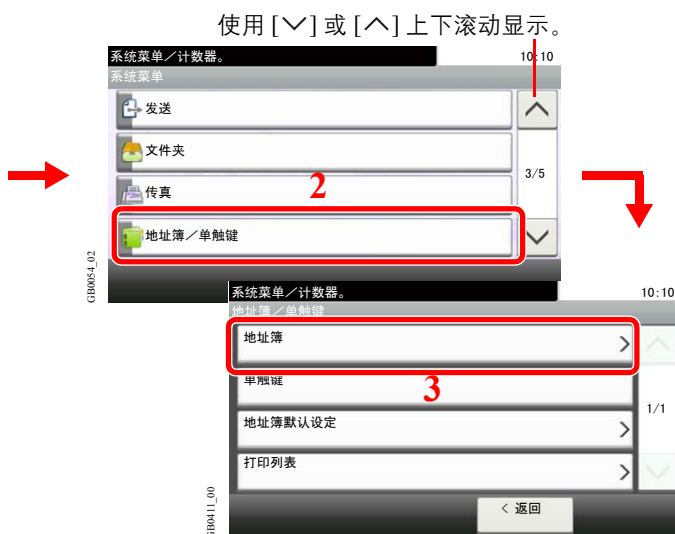 使用 [∨] 或 [∧] 上下滚动显示。
系统菜单／计数器。
10:10
系统菜单
发送
文件夹
3/5
传真
2
地址簿／单触键
GB0054_02
系统菜单／计数器。
10:10
地址簿／单触键
地址簿
单触键
3
1/1
地址簿默认设定
打印列表
GB0411_00
< 返回